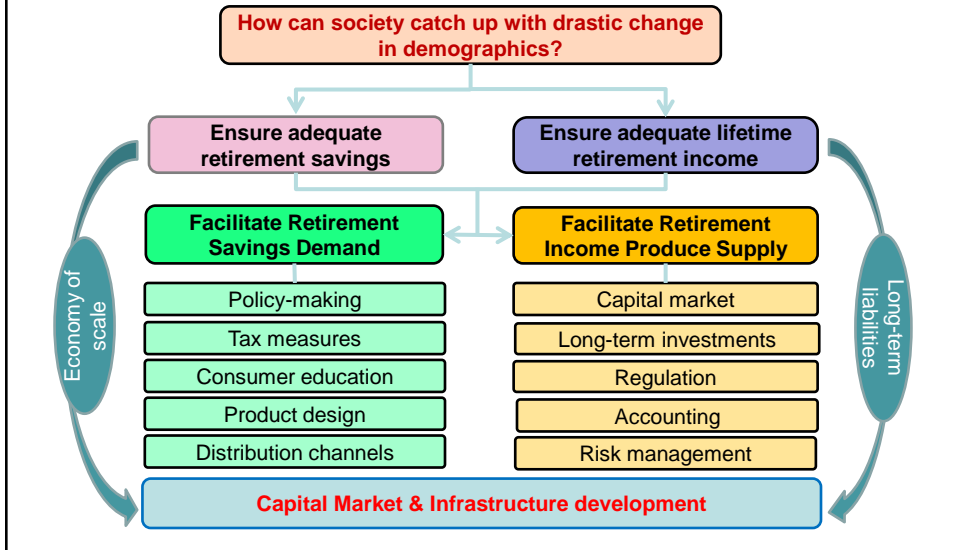 How can society catch up with drastic change
in demographics?
Ensure adequate
retirement savings
Ensure adequate lifetime
retirement income
Facilitate Retirement
Savings Demand
Facilitate Retirement
Income Produce Supply
Economy of
scale
Policy-making
Tax measures
Consumer education
Product design
Distribution channels
Capital market
Long-term investments
Regulation
Accounting
Risk management
Long-term
liabilities
Capital Market & Infrastructure development